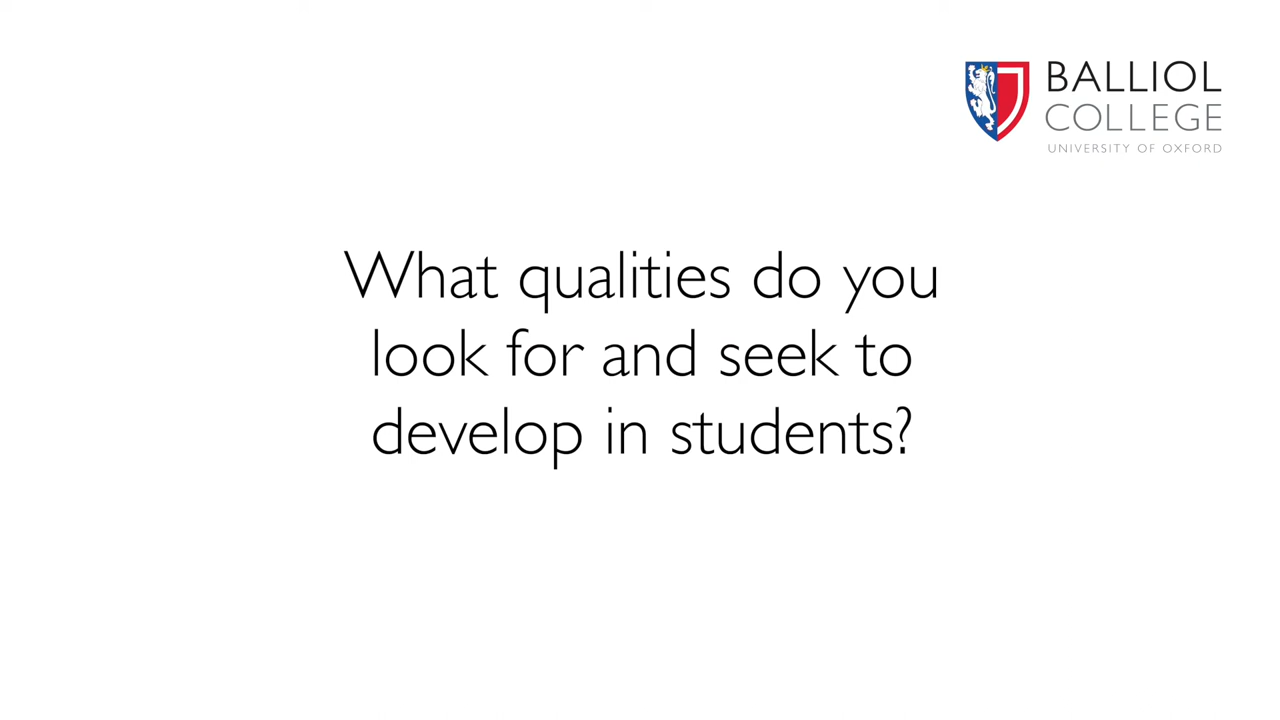 BALLIOL
COLLEGE
UNIVERSITY OF OXFORD
What qualities do you
look for and seek to
develop in students?